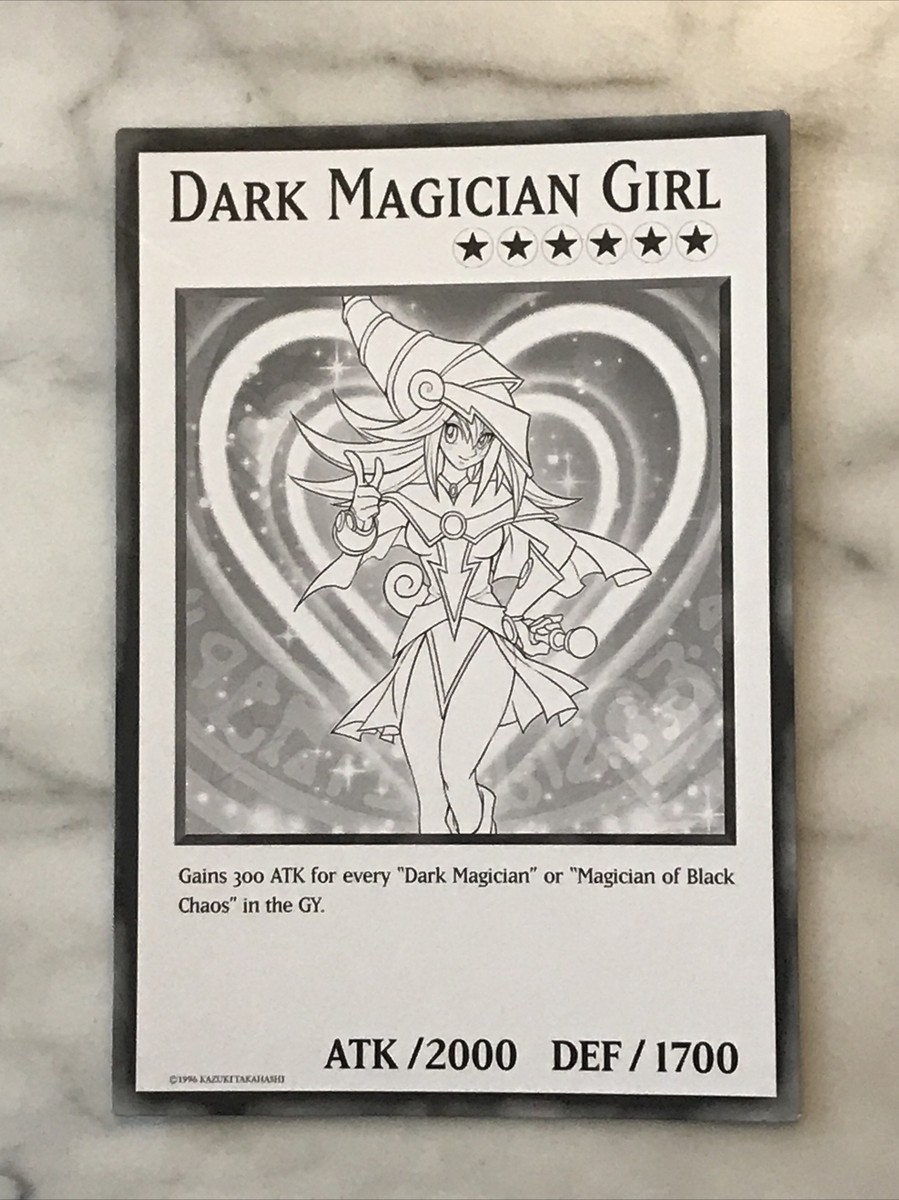 DARK MAGICIAN GIRL
Gains 300 ATK for every "Dark Magician" or "Magician of Black
Chaos" in the GY.
ATK / 2000 DEF / 1700
©1996 KAZUKI TAKAHASHI